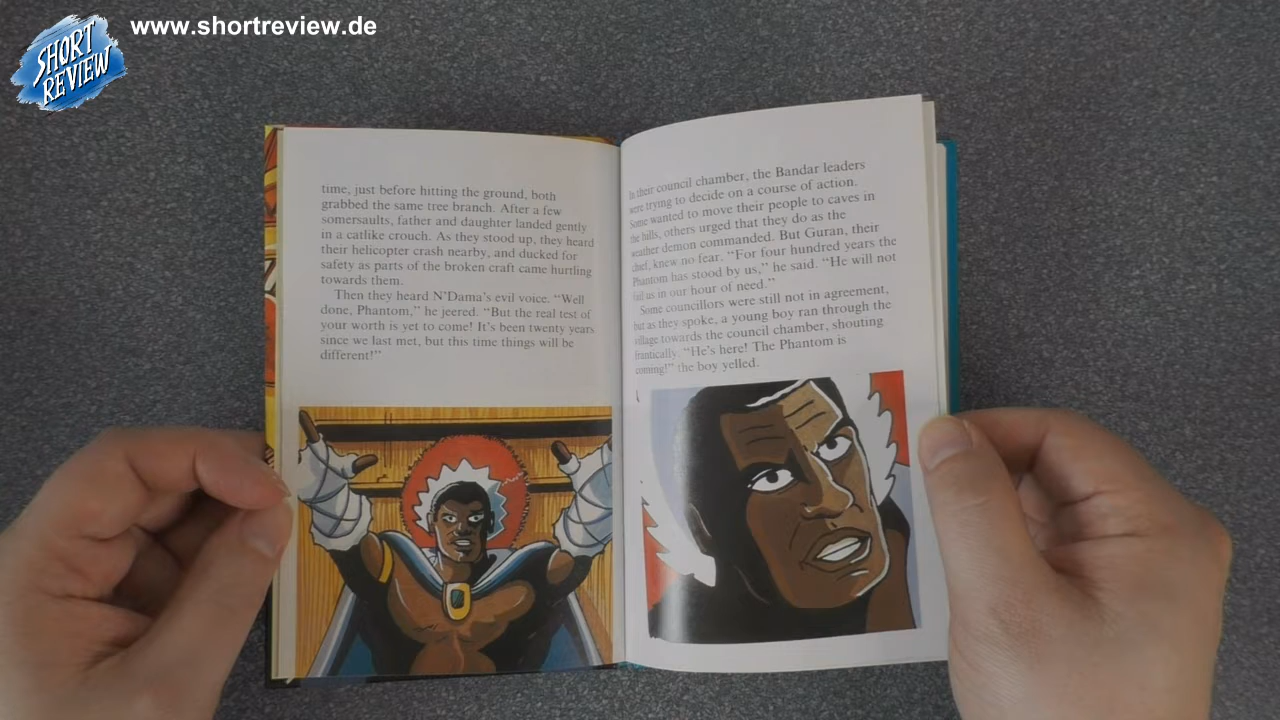 www.shortreview.de
SHORT
REVIEW
time, just before hitting the ground, both
grabbed the same tree branch. After a few
somersaults, father and daughter landed gently
in a catlike crouch. As they stood up, they heard
their helicopter crash nearby, and ducked for
safety as parts of the broken craft came hurtling
towards them.
Then they heard N'Dama's evil voice. “Well
done, Phantom,” he jeered. “But the real test of
your worth is yet to come! It's been twenty years
since we last met, but this time things will be
different!”
In their council chamber, the Bandar leaders
were trying to decide on a course of action.
Some wanted to move their people to caves in
the hills, others urged that they do as the
weather demon commanded. But Guran, their
chief, knew no fear. “For four hundred years the
Phantom has stood by us,” he said. “He will not
fail us in our hour of need.”
Some councillors were still not in agreement,
but as they spoke, a young boy ran through the
village towards the council chamber, shouting
frantically. “He's here! The Phantom is
coming!” the boy yelled.